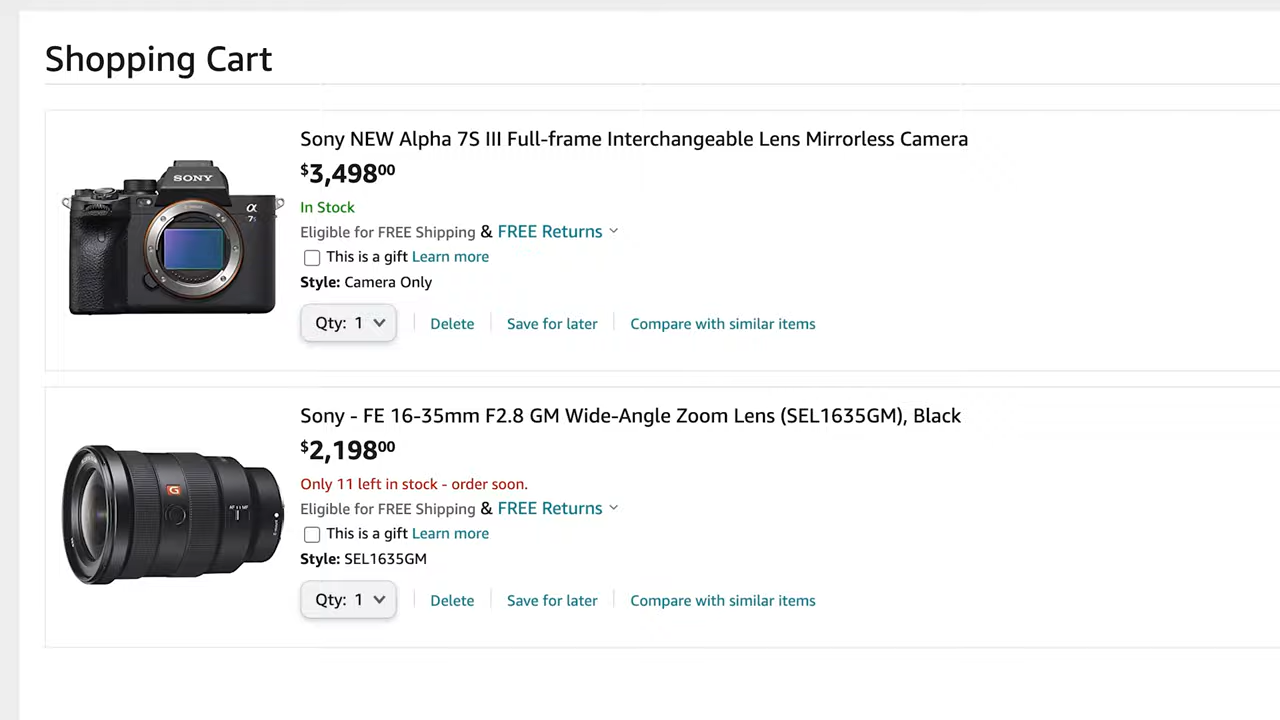 Shopping Cart
Sony NEW Alpha 7S III Full-frame Interchangeable Lens Mirrorless Camera
$3,49800
In Stock
Eligible for FREE Shipping & FREE Returns
This is a gift Learn more
Style: Camera Only
Qty: 1
Delete
Save for later
Compare with similar items
SONY
α
7S
Sony - FE 16-35mm F2.8 GM Wide-Angle Zoom Lens (SEL1635GM), Black
$2,19800
Only 11 left in stock - order soon.
Eligible for FREE Shipping & FREE Returns
This is a gift Learn more
Style: SEL1635GM
Qty: 1
Delete
Save for later
Compare with similar items
G